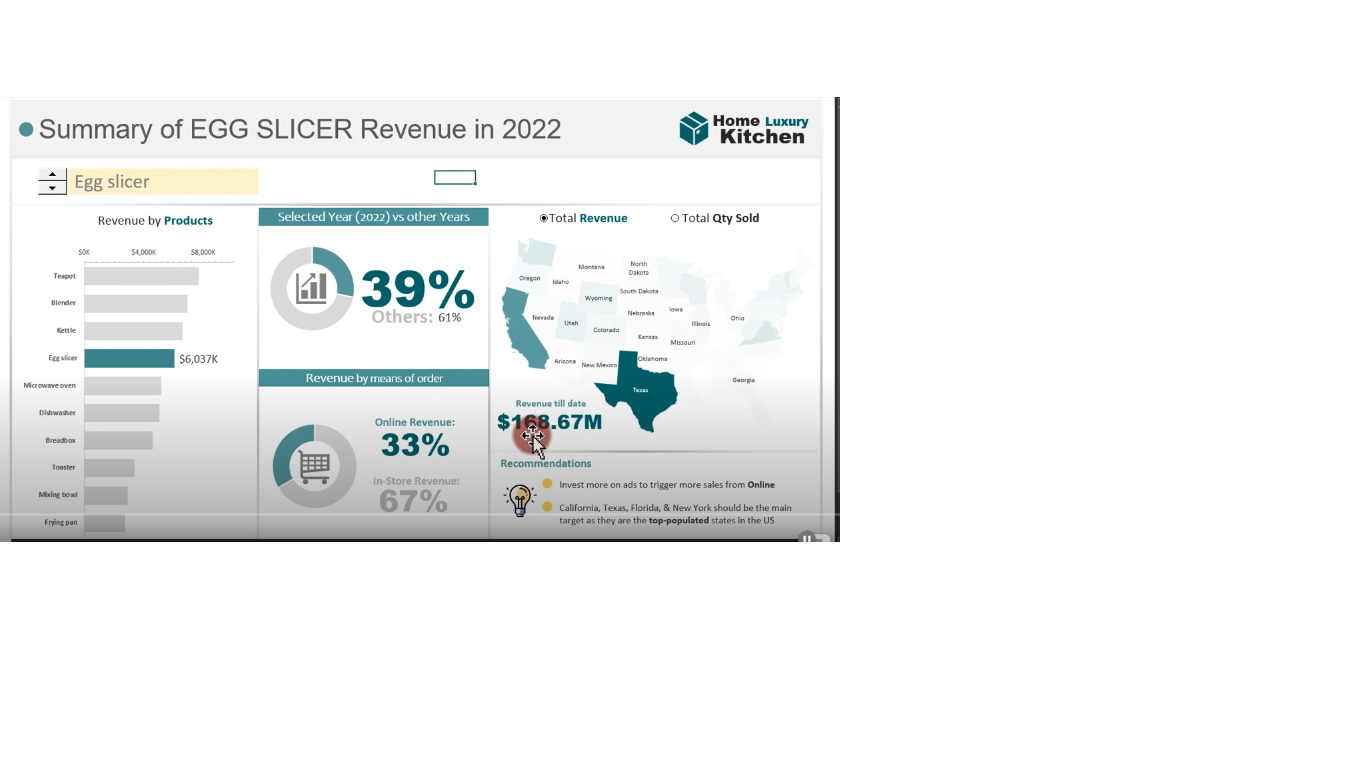 Summary of EGG SLICER Revenue in 2022
Home Luxury
Kitchen
Egg slicer
Revenue by Products
$0K $4,000K $8,000K
Teapot
Blender
Kettle
Egg slicer $6,037K
Microwave oven
Dishwasher
Breadbox
Toaster
Mixing bowl
Frying pan
Selected Year (2022) vs other Years
39%
Others: 61%
Revenue by means of order
Online Revenue:
33%
In-Store Revenue:
67%
Total Revenue Total Qty Sold
North
Dakota
Montana
Oregon
Idaho
South Dakota
Wyoming
Iowa
Nebraska
Nevada
Ohio
Utah
Illinois
Colorado
Kansas
Missouri
Oklahoma
Arizona
New Mexico
Georgia
Texas
Revenue till date
$168.67M
Recommendations
Invest more on ads to trigger more sales from Online
California, Texas, Florida, & New York should be the main
target as they are the top-populated states in the US